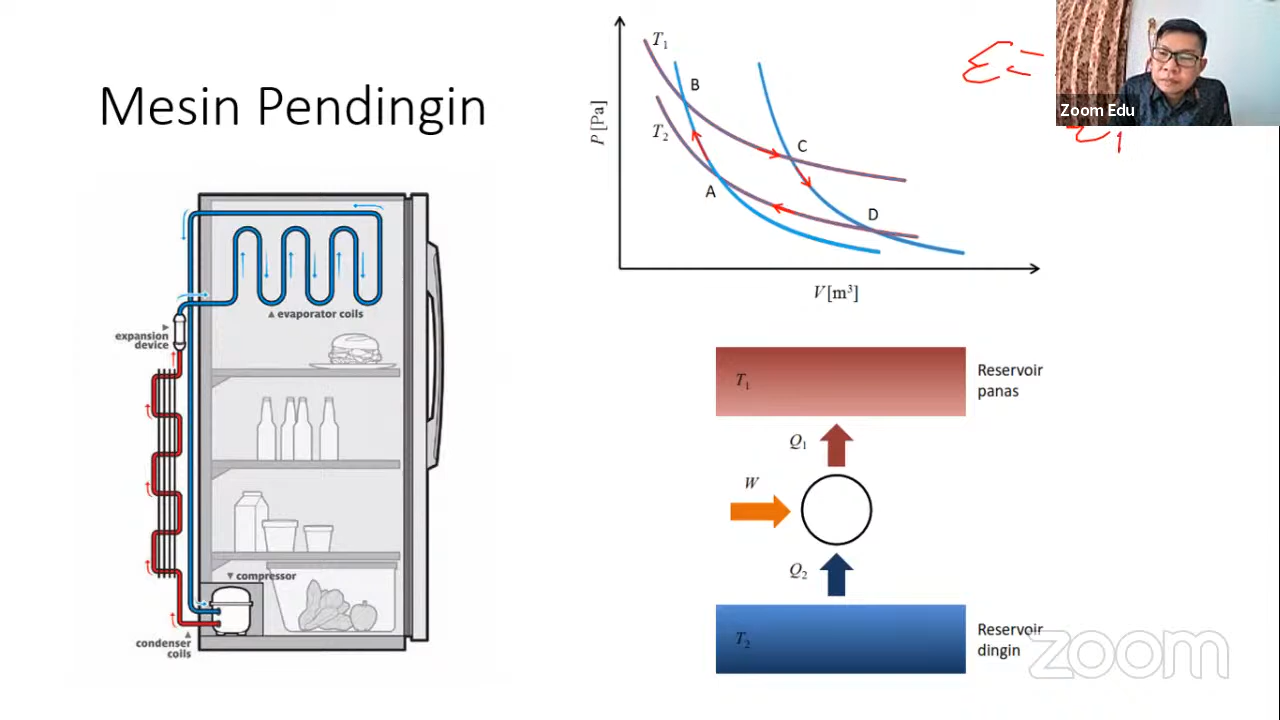 Mesin Pendingin
▲ evaporator coils
expansion
device
▼ compressor
condenser
coils
P [Pa]
T₁
T₂
B
C
A
D
V [m³]
Zoom Edu
T₁
Reservoir
panas
Q₁
W
Q₂
T₂
Reservoir
dingin
zoom